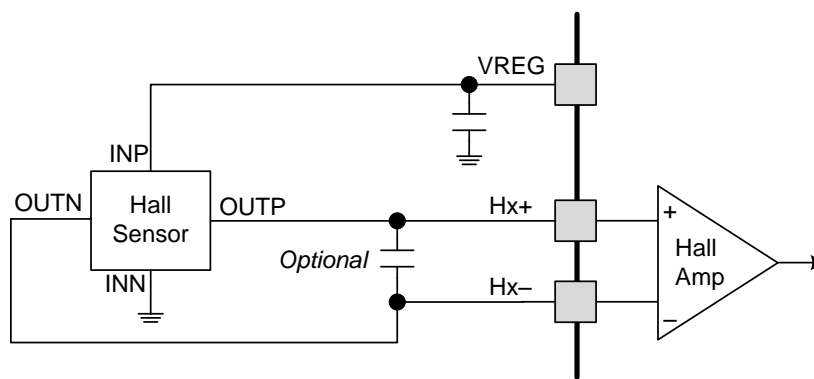 VREG
INP
OUTN
Hall
Sensor
OUTP
INN
Optional
Hx+
Hx–
+
Hall
Amp
–